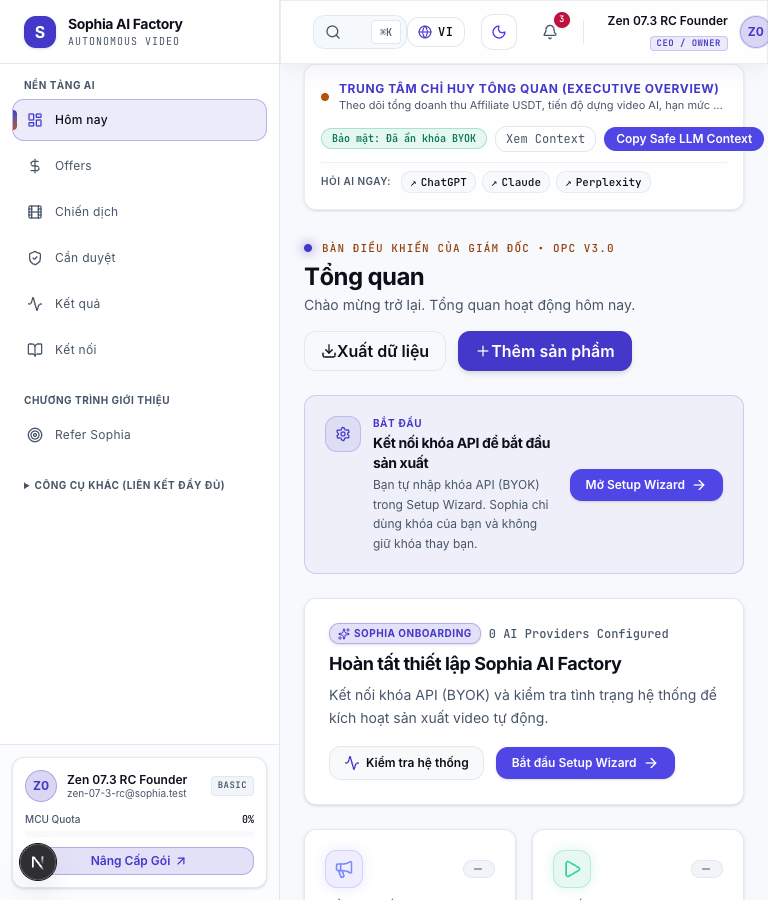 S
Sophia AI Factory
AUTONOMOUS VIDEO
NỀN TẢNG AI
Hôm nay
Offers
Chiến dịch
Cần duyệt
Kết quả
Kết nối
CHƯƠNG TRÌNH GIỚI THIỆU
Refer Sophia
CÔNG CỤ KHÁC (LIÊN KẾT ĐẦY ĐỦ)
Z0
Zen 07.3 RC Founder
zen-07-3-rc@sophia.test
BASIC
MCU Quota
0%
Nâng Cấp Gói
N
⌘K
VI
3
Zen 07.3 RC Founder
CEO / OWNER
Z0
TRUNG TÂM CHỈ HUY TỔNG QUAN (EXECUTIVE OVERVIEW)
Theo dõi tổng doanh thu Affiliate USDT, tiến độ dựng video AI, hạn mức ...
Bảo mật: Đã ẩn khóa BYOK
Xem Context
Copy Safe LLM Context
HỎI AI NGAY:
↗ ChatGPT
↗ Claude
↗ Perplexity
BÀN ĐIỀU KHIỂN CỦA GIÁM ĐỐC • OPC V3.0
Tổng quan
Chào mừng trở lại. Tổng quan hoạt động hôm nay.
Xuất dữ liệu
Thêm sản phẩm
BẮT ĐẦU
Kết nối khóa API để bắt đầu
sản xuất
Bạn tự nhập khóa API (BYOK)
trong Setup Wizard. Sophia chỉ
dùng khóa của bạn và không
giữ khóa thay bạn.
Mở Setup Wizard
SOPHIA ONBOARDING
0 AI Providers Configured
Hoàn tất thiết lập Sophia AI Factory
Kết nối khóa API (BYOK) và kiểm tra tình trạng hệ thống để
kích hoạt sản xuất video tự động.
Kiểm tra hệ thống
Bắt đầu Setup Wizard
—
—